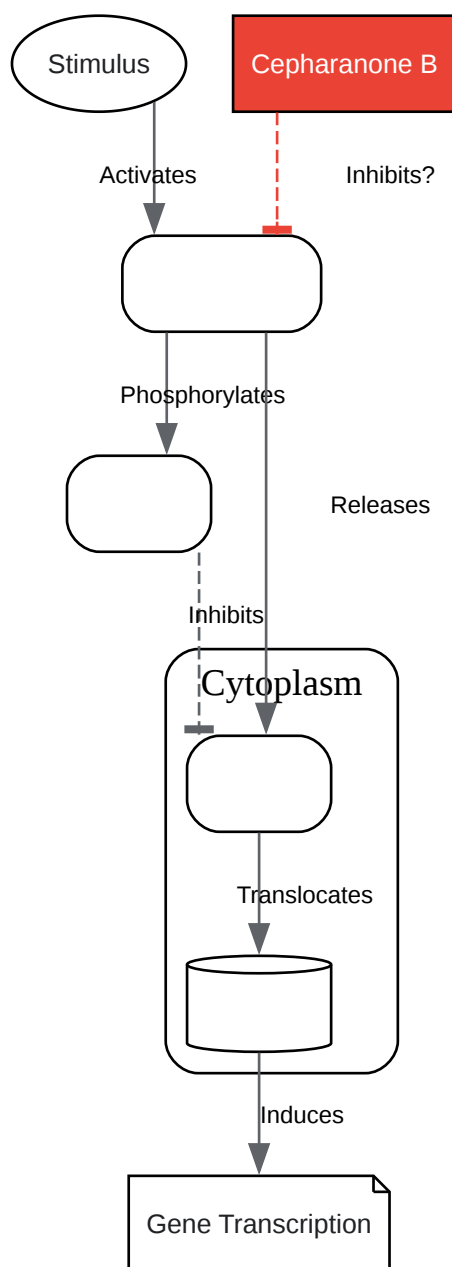 Stimulus
Cepharanone B
Activates
Inhibits?
Phosphorylates
Releases
Inhibits
Cytoplasm
Translocates
Induces
Gene Transcription